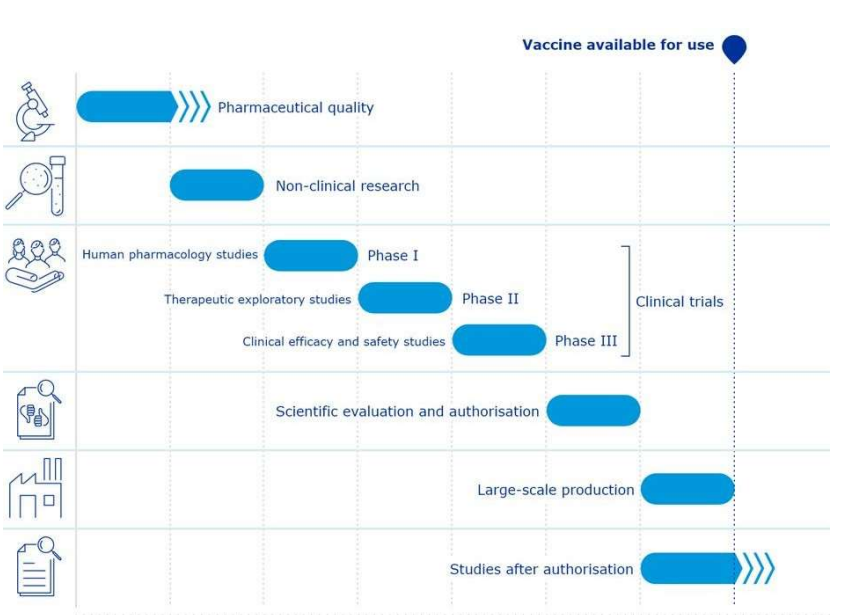 Vaccine available for use
Pharmaceutical quality
Non-clinical research
Human pharmacology studies
Phase I
Therapeutic exploratory studies
Phase II
Clinical trials
Clinical efficacy and safety studies
Phase III
Scientific evaluation and authorisation
Large-scale production
Studies after authorisation